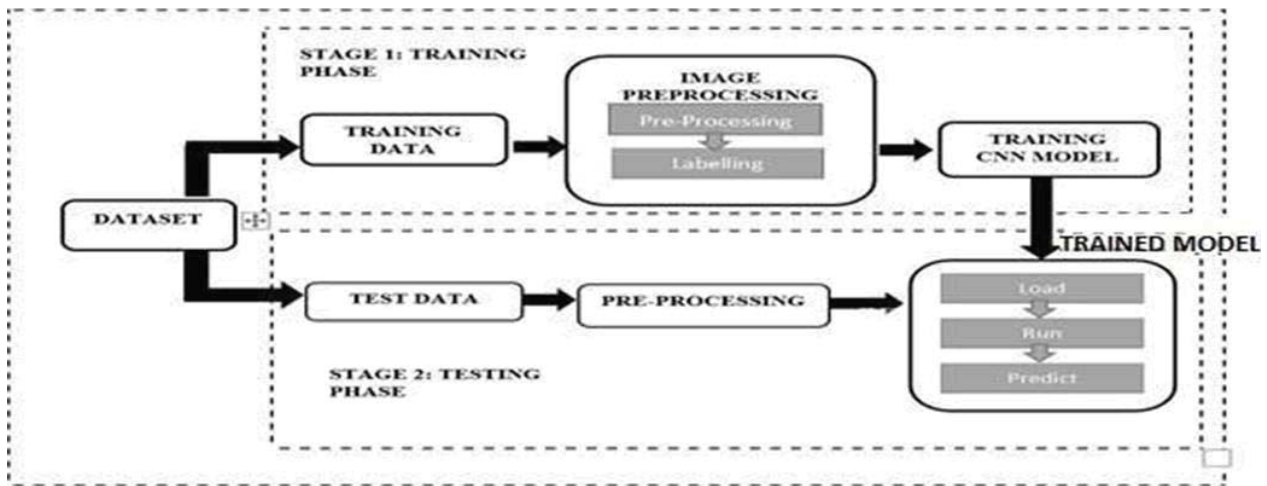 STAGE 1: TRAINING
PHASE
IMAGE
PREPROCESSING
Pre-Processing
Labelling
TRAINING
DATA
TRAINING
CNN MODEL
DATASET
TRAINED MODEL
TEST DATA
PRE-PROCESSING
Load
Run
Predict
STAGE 2: TESTING
PHASE